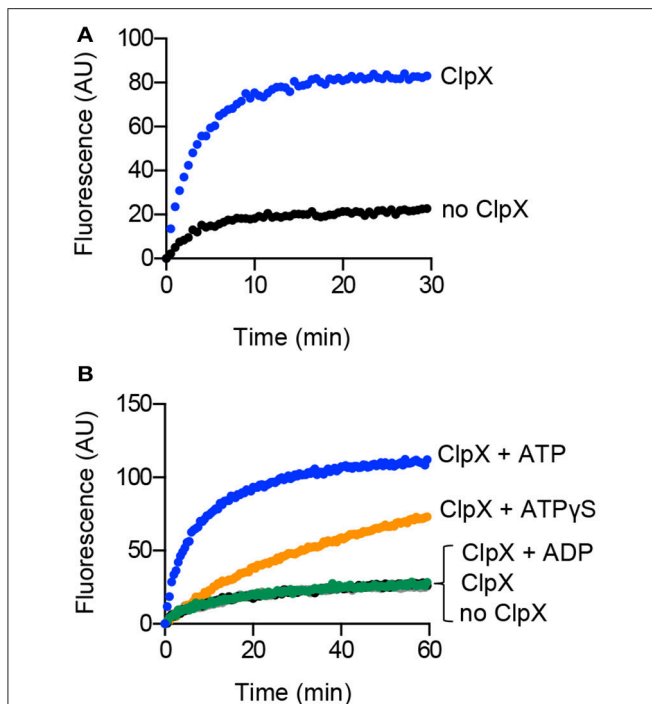 A
100
80
60
40
20
0
Fluorescence (AU)
ClpX
no ClpX
0 10 20 30
Time (min)
B
150
100
50
0
Fluorescence (AU)
ClpX + ATP
ClpX + ATPγS
ClpX + ADP
ClpX
no ClpX
0 20 40 60
Time (min)